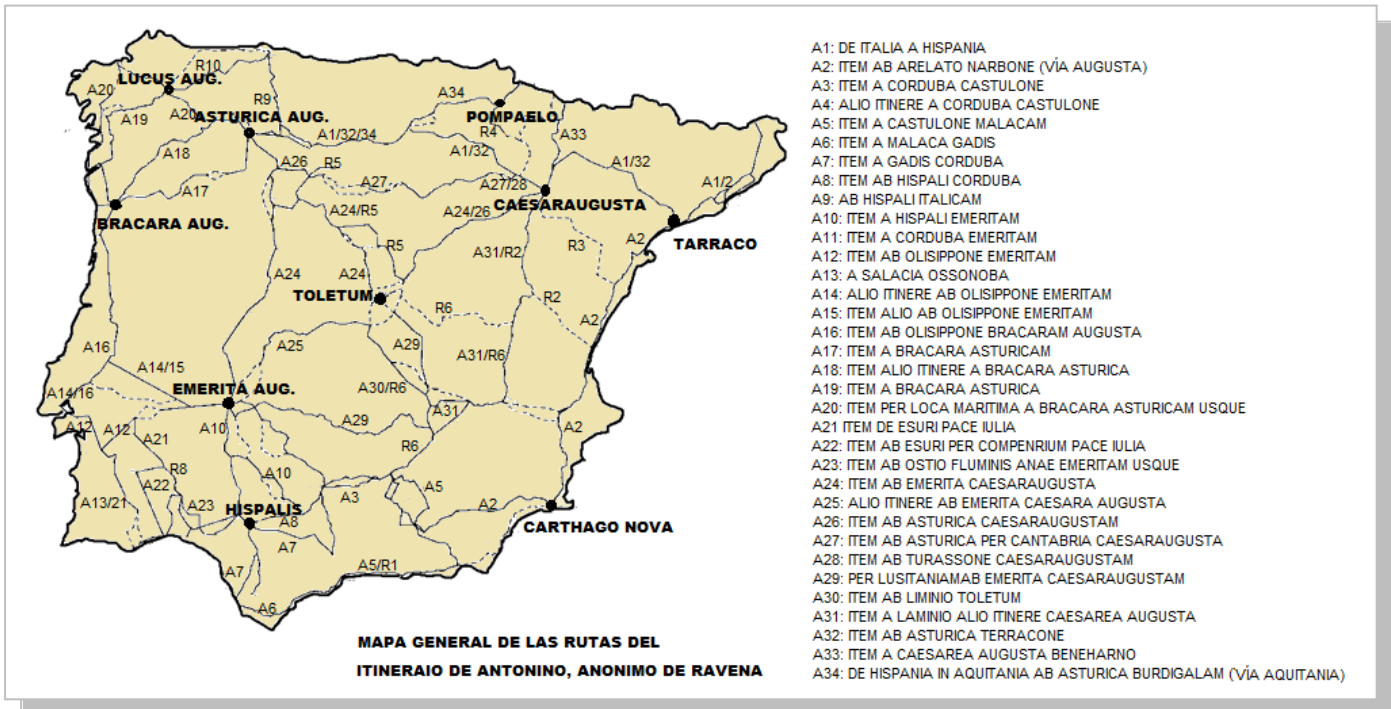 R10
LUCUS AUG.
A20
R9
A20
A19
ASTURICA AUG.
A34
POMPAELO
R4
A33
A1/32/34
A1/32
A18
A26
R5
A1/32
A1/2
A17
A27
A27/28
CAESARAUGUSTA
BRACARA AUG.
A24/R5
A24/26
TARRACO
R5
A31/R2
R3
A2
A24
A24
TOLETUM
R6
R2
A2
A16
A25
A29
A31/R6
A14/15
EMERITA AUG.
A30/R6
A14/16
A31
A12
A12
A21
A10
A29
A2
R6
R8
A10
A22
A5
A13/21
A23
HISPALIS
A3
A2
A8
CARTHAGO NOVA
A7
A7
A5/R1
A6
MAPA GENERAL DE LAS RUTAS DEL
ITINERAIO DE ANTONINO, ANONIMO DE RAVENA
A1: DE ITALIA A HISPANIA
A2: ITEM AB ARELATO NARBONE (VÍA AUGUSTA)
A3: ITEM A CORDUBA CASTULONE
A4: ALIO ITINERE A CORDUBA CASTULONE
A5: ITEM A CASTULONE MALACAM
A6: ITEM A MALACA GADIS
A7: ITEM A GADIS CORDUBA
A8: ITEM AB HISPALI CORDUBA
A9: AB HISPALI ITALICAM
A10: ITEM A HISPALI EMERITAM
A11: ITEM A CORDUBA EMERITAM
A12: ITEM AB OLISIPPONE EMERITAM
A13: A SALACIA OSSONOBA
A14: ALIO ITINERE AB OLISIPPONE EMERITAM
A15: ITEM ALIO AB OLISIPPONE EMERITAM
A16: ITEM AB OLISIPPONE BRACARAM AUGUSTA
A17: ITEM A BRACARA ASTURICAM
A18: ITEM ALIO ITINERE A BRACARA ASTURICA
A19: ITEM A BRACARA ASTURICA
A20: ITEM PER LOCA MARITIMA A BRACARA ASTURICAM USQUE
A21 ITEM DE ESURI PACE IULIA
A22: ITEM AB ESURI PER COMPENRIUM PACE IULIA
A23: ITEM AB OSTIO FLUMINIS ANAE EMERITAM USQUE
A24: ITEM AB EMERITA CAESARAUGUSTA
A25: ALIO ITINERE AB EMERITA CAESARA AUGUSTA
A26: ITEM AB ASTURICA CAESARAUGUSTAM
A27: ITEM AB ASTURICA PER CANTABRIA CAESARAUGUSTA
A28: ITEM AB TURASSONE CAESARAUGUSTAM
A29: PER LUSITANIAMAB EMERITA CAESARAUGUSTAM
A30: ITEM AB LIMINIO TOLETUM
A31: ITEM A LAMINIO ALIO ITINERE CAESAREA AUGUSTA
A32: ITEM AB ASTURICA TERRACONE
A33: ITEM A CAESAREA AUGUSTA BENEHARNO
A34: DE HISPANIA IN AQUITANIA AB ASTURICA BURDIGALAM (VÍA AQUITANIA)